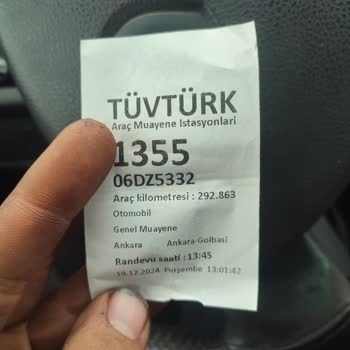 TÜVTÜRK
Araç Muayene Istasyonlari
1355
06DZ5332
Araç kilometresi : 292.863
Otomobil
Genel Muayene
Ankara Ankara-Golbasi
Randevu saati : 13:45
19.12.2024 Perşembe 13:01:42